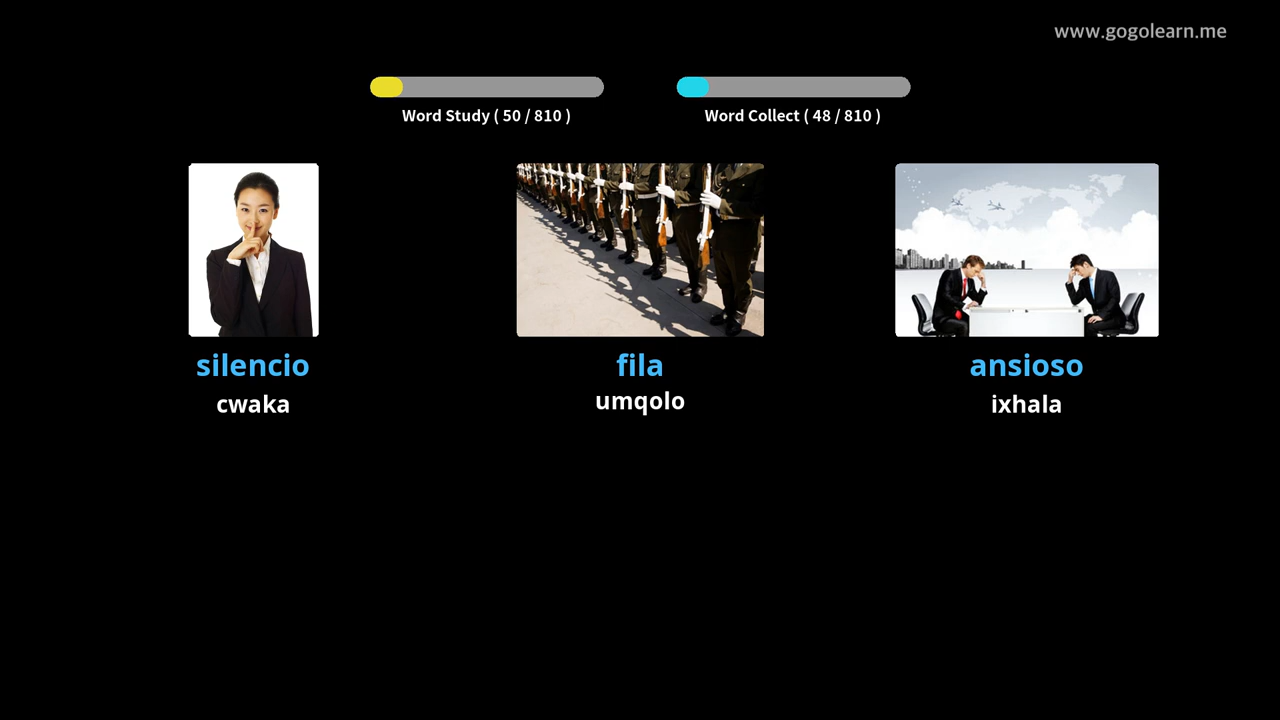 www.gogolearn.me
Word Study ( 50 / 810 )
Word Collect ( 48 / 810 )
silencio
cwaka
fila
umqolo
ansioso
ixhala